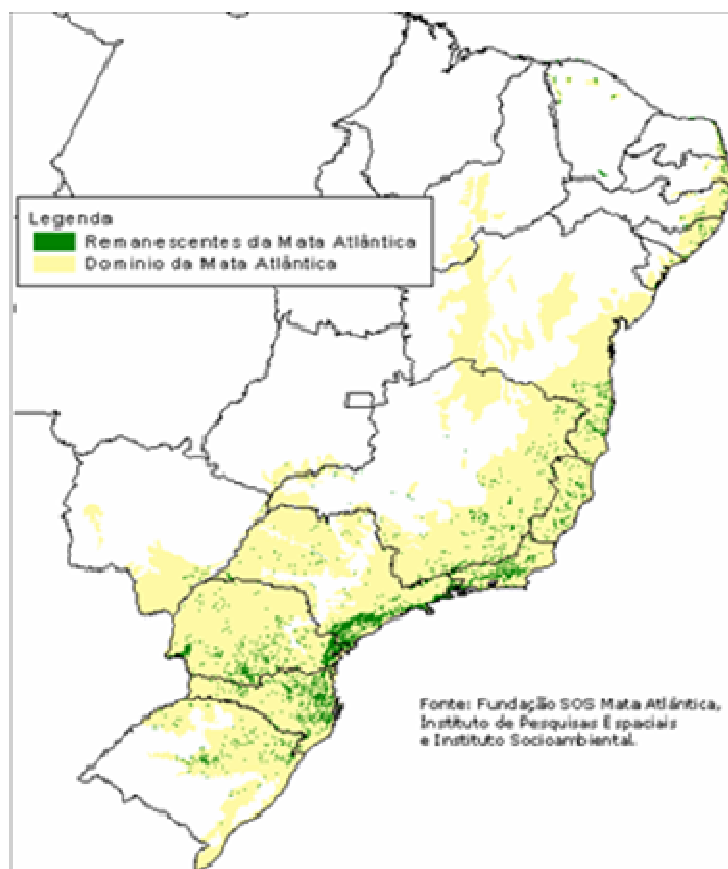 Legenda
Remanescentes da Mata Atlântica
Domínio da Mata Atlântica
Fonte: Fundação SOS Mata Atlântica,
Instituto de Pesquisas Espaciais
e Instituto Socioambiental.